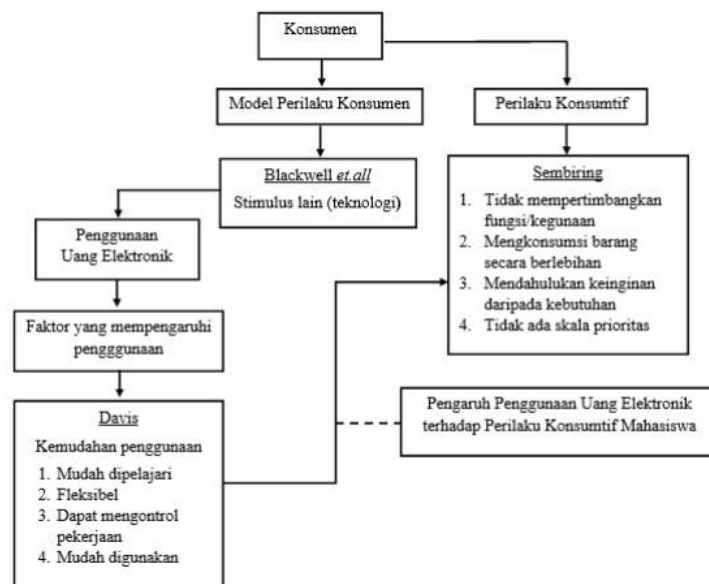 Konsumen
Model Perilaku Konsumen
Perilaku Konsumtif
Blackwell et.all
Stimulus lain (teknologi)
Sembiring
1. Tidak mempertimbangkan
fungsi/kegunaan
2. Mengkonsumsi barang
secara berlebihan
3. Mendahulukan keinginan
daripada kebutuhan
4. Tidak ada skala prioritas
Penggunaan
Uang Elektronik
Faktor yang mempengaruhi
pengggunaan
Davis
Kemudahan penggunaan
1. Mudah dipelajari
2. Fleksibel
3. Dapat mengontrol
pekerjaan
4. Mudah digunakan
Pengaruh Penggunaan Uang Elektronik
terhadap Perilaku Konsumtif Mahasiswa